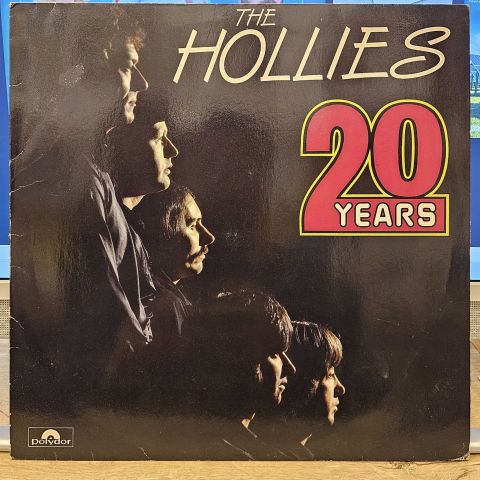 THE
HOLLIES
20
YEARS
polydor